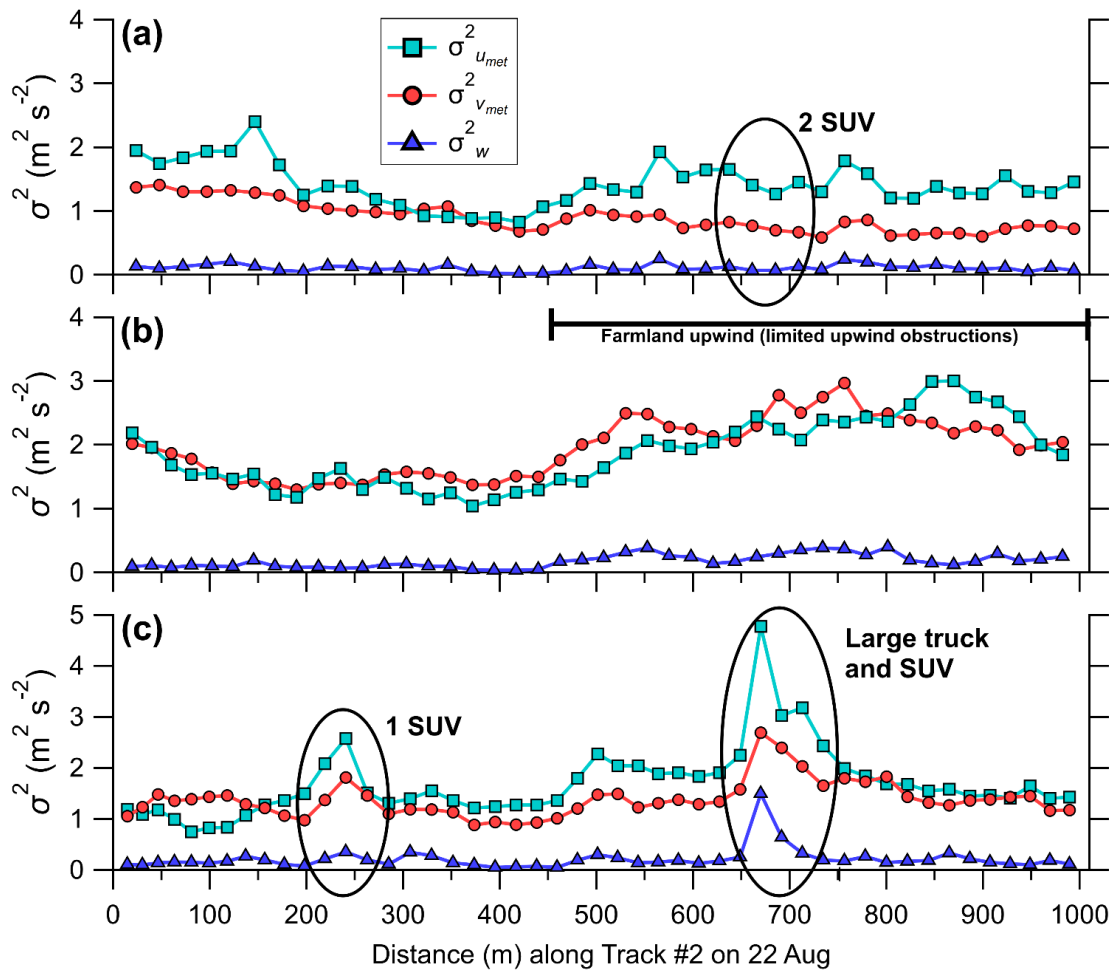 (a)
4
3
2
1
0
σ² (m² s⁻²)
σ²u_met
σ²v_met
σ²w
2 SUV
(b)
4
3
2
1
0
σ² (m² s⁻²)
Farmland upwind (limited upwind obstructions)
(c)
5
4
3
2
1
0
σ² (m² s⁻²)
1 SUV
Large truck
and SUV
0 100 200 300 400 500 600 700 800 900 1000
Distance (m) along Track #2 on 22 Aug